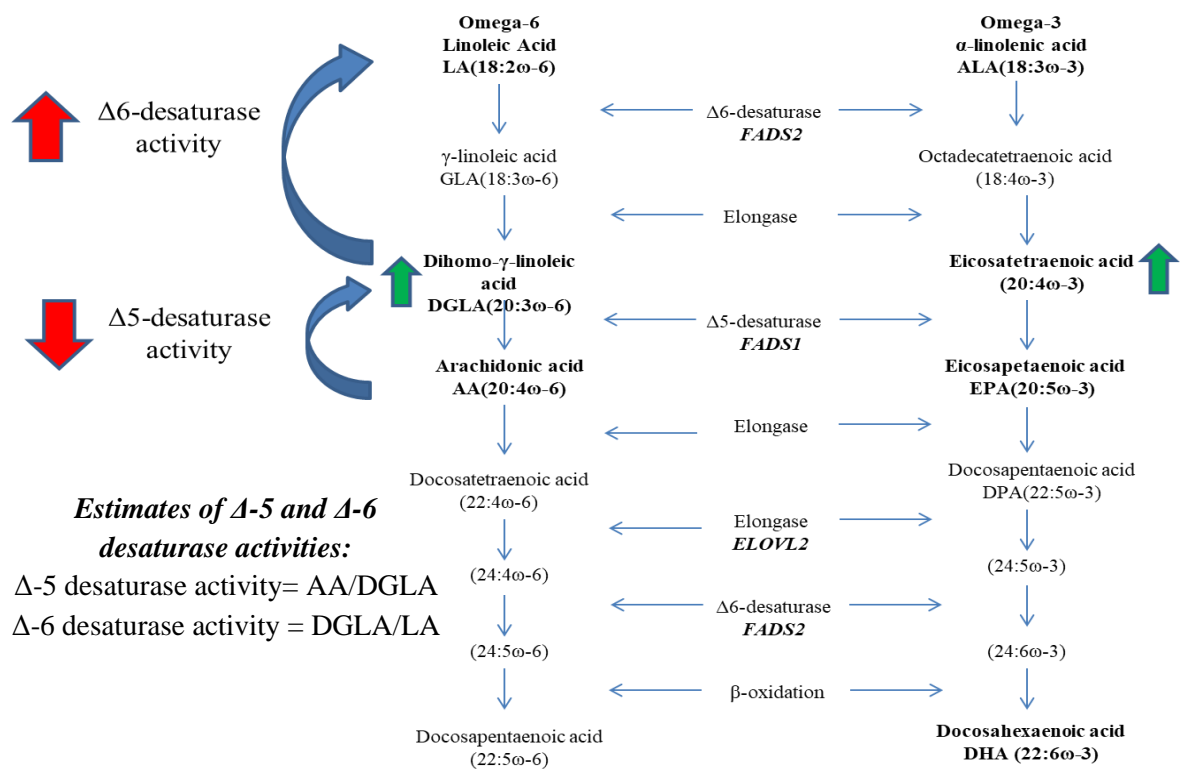 Omega-6
Linoleic Acid
LA(18:2ω-6)
Omega-3
α-linolenic acid
ALA(18:3ω-3)
Δ6-desaturase
activity
Δ6-desaturase
FADS2
γ-linoleic acid
GLA(18:3ω-6)
Octadecatetraenoic acid
(18:4ω-3)
Elongase
Dihomo-γ-linoleic
acid
DGLA(20:3ω-6)
Eicosatetraenoic acid
(20:4ω-3)
Δ5-desaturase
activity
Δ5-desaturase
FADS1
Arachidonic acid
AA(20:4ω-6)
Eicosapetaenoic acid
EPA(20:5ω-3)
Elongase
Docosatetraenoic acid
(22:4ω-6)
Docosapentaenoic acid
DPA(22:5ω-3)
Estimates of Δ-5 and Δ-6
desaturase activities:
Δ-5 desaturase activity= AA/DGLA
Δ-6 desaturase activity = DGLA/LA
Elongase
ELOVL2
(24:4ω-6)
(24:5ω-3)
Δ6-desaturase
FADS2
(24:5ω-6)
(24:6ω-3)
β-oxidation
Docosapentaenoic acid
(22:5ω-6)
Docosahexaenoic acid
DHA (22:6ω-3)